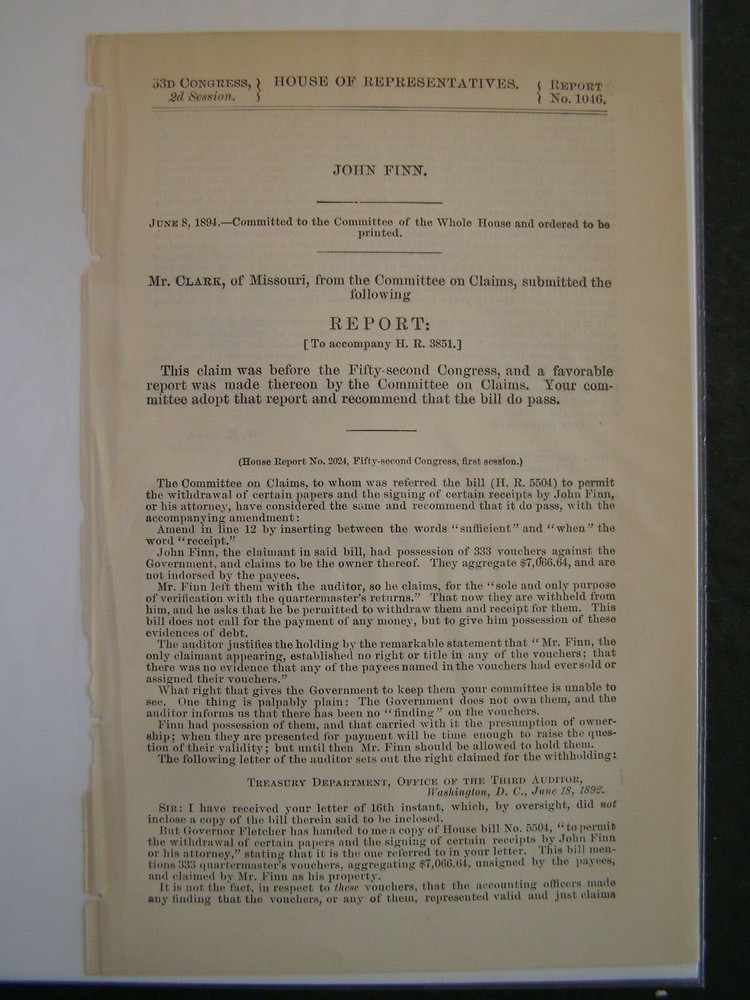 53D CONGRESS, } HOUSE OF REPRESENTATIVES. { REPORT
2d Session. } { No. 1046.
JOHN FINN.
JUNE 8, 1894.—Committed to the Committee of the Whole House and ordered to be
printed.
Mr. CLARK, of Missouri, from the Committee on Claims, submitted the
following
REPORT:
[To accompany H. R. 3851.]
This claim was before the Fifty-second Congress, and a favorable
report was made thereon by the Committee on Claims. Your com-
mittee adopt that report and recommend that the bill do pass.
(House Report No. 2024, Fifty-second Congress, first session.)
The Committee on Claims, to whom was referred the bill (H. R. 5504) to permit
the withdrawal of certain papers and the signing of certain receipts by John Finn,
or his attorney, have considered the same and recommend that it do pass, with the
accompanying amendment:
Amend in line 12 by inserting between the words "sufficient" and "when" the
word "receipt."
John Finn, the claimant in said bill, had possession of 333 vouchers against the
Government, and claims to be the owner thereof. They aggregate $7,066.64, and are
not indorsed by the payees.
Mr. Finn left them with the auditor, so he claims, for the "sole and only purpose
of verification with the quartermaster's returns." That now they are withheld from
him, and he asks that he be permitted to withdraw them and receipt for them. This
bill does not call for the payment of any money, but to give him possession of these
evidences of debt.
The auditor justifies the holding by the remarkable statement that "Mr. Finn, the
only claimant appearing, established no right or title in any of the vouchers; that
there was no evidence that any of the payees named in the vouchers had ever sold or
assigned their vouchers."
What right that gives the Government to keep them your committee is unable to
see. One thing is palpably plain: The Government does not own them, and the
auditor informs us that there has been no "finding" on the vouchers.
Finn had possession of them, and that carried with it the presumption of owner-
ship; when they are presented for payment will be time enough to raise the ques-
tion of their validity; but until then Mr. Finn should be allowed to hold them.
The following letter of the auditor sets out the right claimed for the withholding:
TREASURY DEPARTMENT, OFFICE OF THE THIRD AUDITOR,
Washington, D. C., June 18, 1892.
SIR: I have received your letter of 16th instant, which, by oversight, did not
inclose a copy of the bill therein said to be inclosed.
But Governor Fletcher has handed to me a copy of House bill No. 5504, "to permit
the withdrawal of certain papers and the signing of certain receipts by John Finn
or his attorney," stating that it is the one referred to in your letter. This bill men-
tions 333 quartermaster's vouchers, aggregating $7,066.64, unsigned by the payees,
and claimed by Mr. Finn as his property.
It is not the fact, in respect to these vouchers, that the accounting officers made
any finding that the vouchers, or any of them, represented valid and just claims